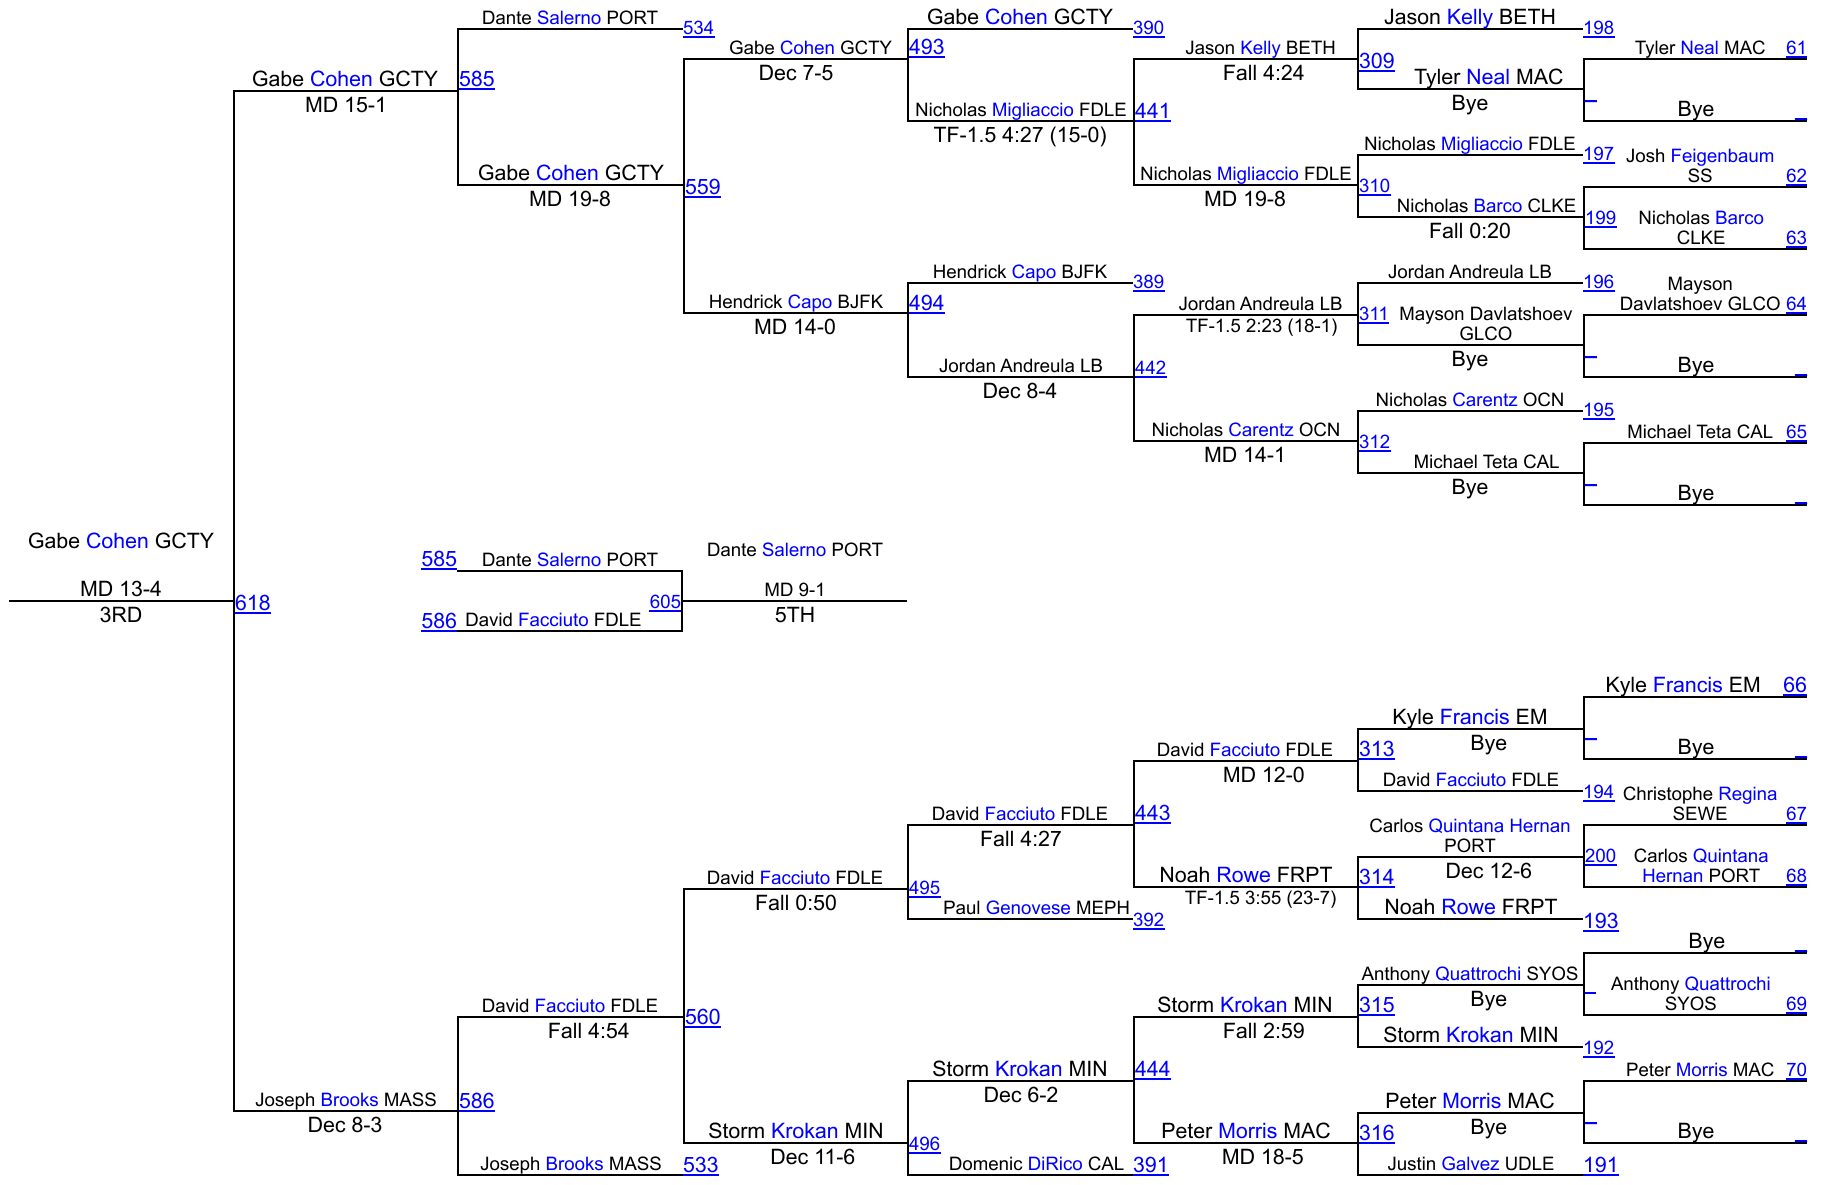 Gabe Cohen GCTY
MD 13-4
3RD
618
Gabe Cohen GCTY
MD 15-1
585
Dante Salerno PORT
534
Gabe Cohen GCTY
MD 19-8
559
Gabe Cohen GCTY
Dec 7-5
493
Gabe Cohen GCTY
390
Nicholas Migliaccio FDLE
TF-1.5 4:27 (15-0)
441
Jason Kelly BETH
Fall 4:24
309
Jason Kelly BETH
198
Tyler Neal MAC
Bye
Tyler Neal MAC 61
Bye
Nicholas Migliaccio FDLE
MD 19-8
310
Nicholas Migliaccio FDLE
197
Nicholas Barco CLKE
Fall 0:20
199
Josh Feigenbaum
SS 62
Nicholas Barco
CLKE 63
Hendrick Capo BJFK
MD 14-0
494
Hendrick Capo BJFK
389
Jordan Andreula LB
Dec 8-4
442
Jordan Andreula LB
TF-1.5 2:23 (18-1)
311
Jordan Andreula LB
196
Mayson Davlatshoev
GLCO
Bye
Mayson
Davlatshoev GLCO 64
Bye
Nicholas Carentz OCN
MD 14-1
312
Nicholas Carentz OCN
195
Michael Teta CAL
Bye
Michael Teta CAL 65
Bye
585 Dante Salerno PORT
586 David Facciuto FDLE
605
Dante Salerno PORT
MD 9-1
5TH
Joseph Brooks MASS
Dec 8-3
586
David Facciuto FDLE
Fall 4:54
560
Joseph Brooks MASS 533
David Facciuto FDLE
Fall 0:50
495
David Facciuto FDLE
Fall 4:27
443
Paul Genovese MEPH
392
David Facciuto FDLE
MD 12-0
313
Kyle Francis EM
Bye
Kyle Francis EM 66
Bye
David Facciuto FDLE
194
Noah Rowe FRPT
TF-1.5 3:55 (23-7)
314
Carlos Quintana Hernan
PORT
Dec 12-6
200
Christophe Regina
SEWE 67
Carlos Quintana
Hernan PORT 68
Noah Rowe FRPT
193
Storm Krokan MIN
Dec 11-6
496
Storm Krokan MIN
Dec 6-2
444
Domenic DiRico CAL 391
Storm Krokan MIN
Fall 2:59
315
Anthony Quattrochi SYOS
Bye
Bye
Anthony Quattrochi
SYOS 69
Storm Krokan MIN
192
Peter Morris MAC
MD 18-5
316
Peter Morris MAC
Bye
Peter Morris MAC 70
Bye
Justin Galvez UDLE 191